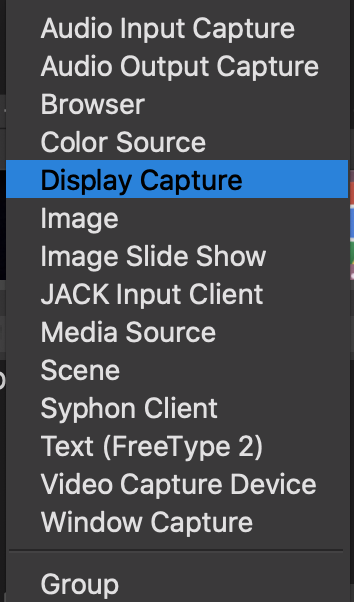 Audio Input Capture
Audio Output Capture
Browser
Color Source
Display Capture
Image
Image Slide Show
JACK Input Client
Media Source
Scene
Syphon Client
Text (FreeType 2)
Video Capture Device
Window Capture
Group